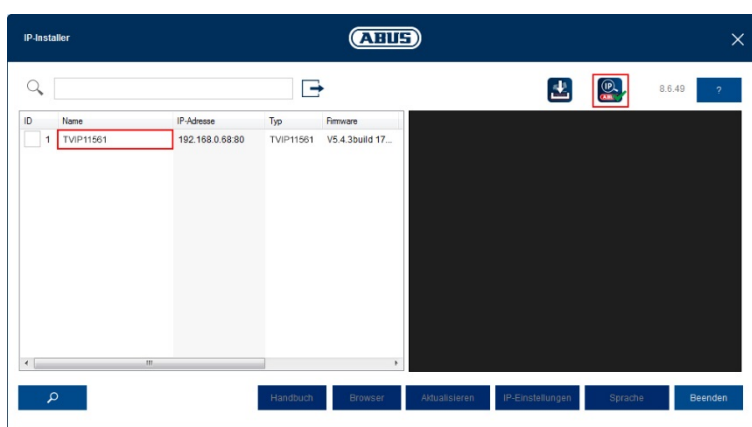 IP-Installer
ABUS
8.6.49
?
ID Name IP-Adresse Typ Firmware
1 TVIP11561 192.168.0.68:80 TVIP11561 V5.4.3build 17...
Handbuch Browser Aktualisieren IP-Einstellungen Sprache Beenden